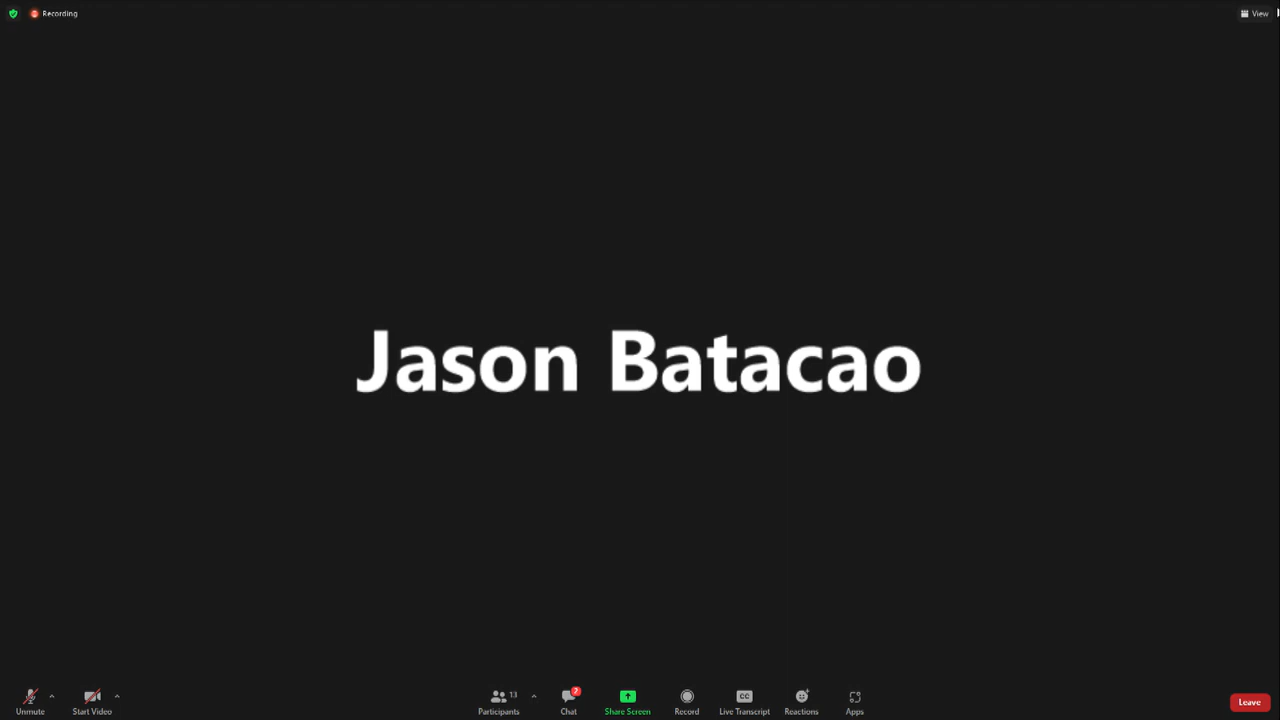 Recording
View
Jason Batacao
Unmute
Start Video
13
Participants
Chat
Share Screen
Record
CC
Live Transcript
Reactions
Apps
Leave